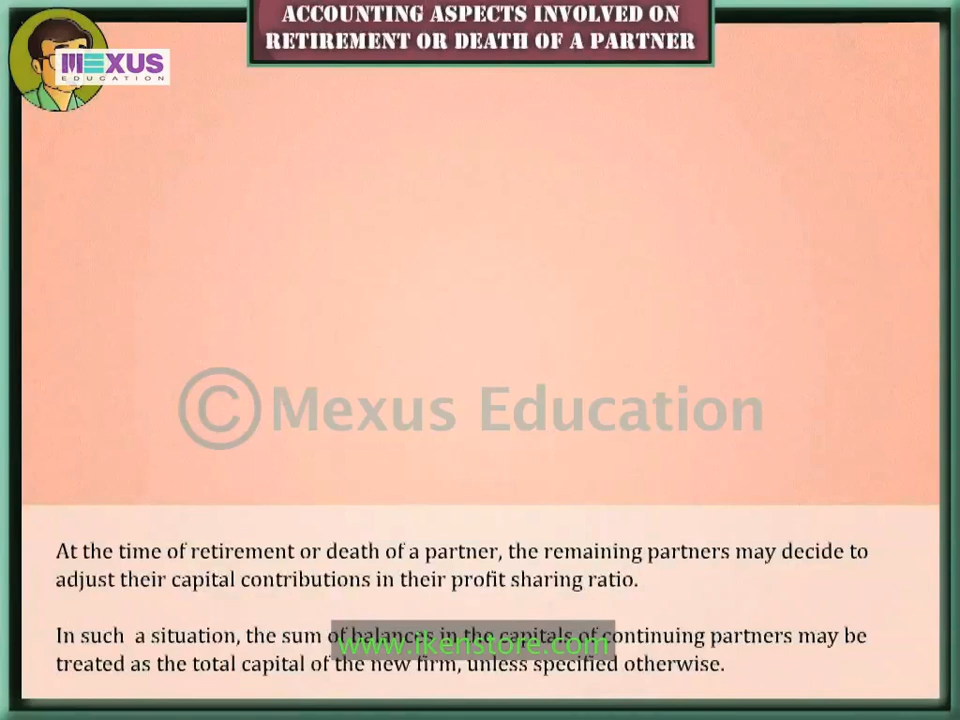 ACCOUNTING ASPECTS INVOLVED ON
RETIREMENT OR DEATH OF A PARTNER
MEXUS
EDUCATION
©Mexus Education
At the time of retirement or death of a partner, the remaining partners may decide to
adjust their capital contributions in their profit sharing ratio.
In such a situation, the sum of balances in the capitals of continuing partners may be
www.ikenstore.com
treated as the total capital of the new firm, unless specified otherwise.